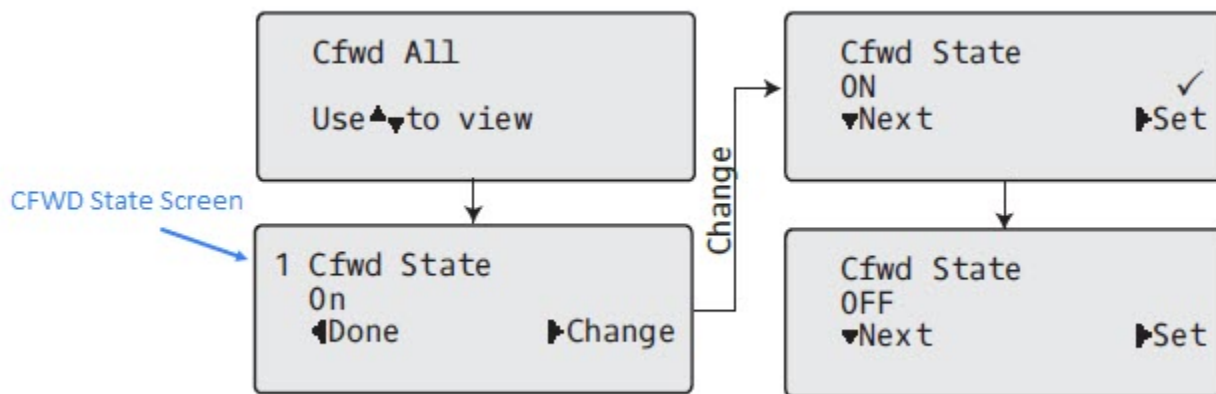 Cfwd All
Use▲▼to view
CFWD State Screen
1 Cfwd State
On
◀Done ▶Change
Change
Cfwd State
ON ✓
▼Next ▶Set
Cfwd State
OFF
▼Next ▶Set